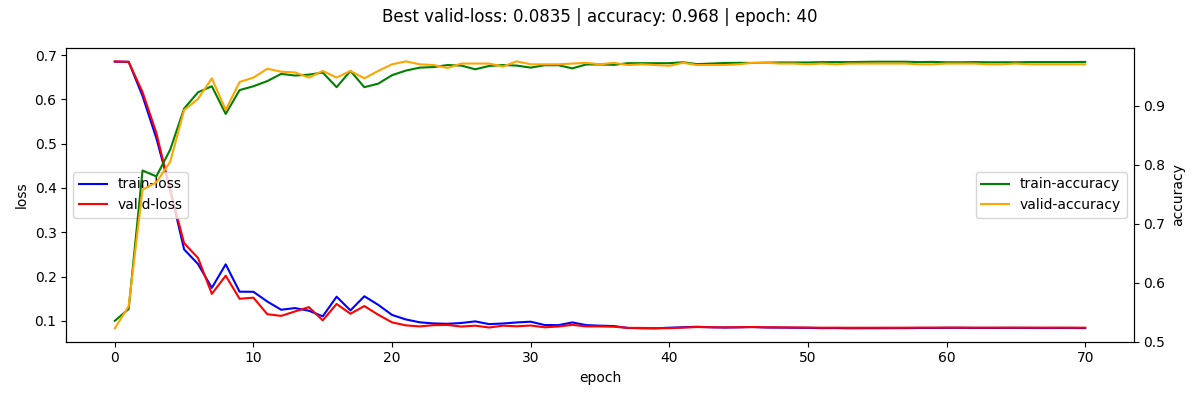 Best valid-loss: 0.0835 | accuracy: 0.968 | epoch: 40
0.7
0.6
0.5
0.4
0.3
0.2
0.1
loss
train-loss
valid-loss
train-accuracy
valid-accuracy
0.9
0.8
0.7
0.6
0.5
accuracy
0 10 20 30 40 50 60 70
epoch